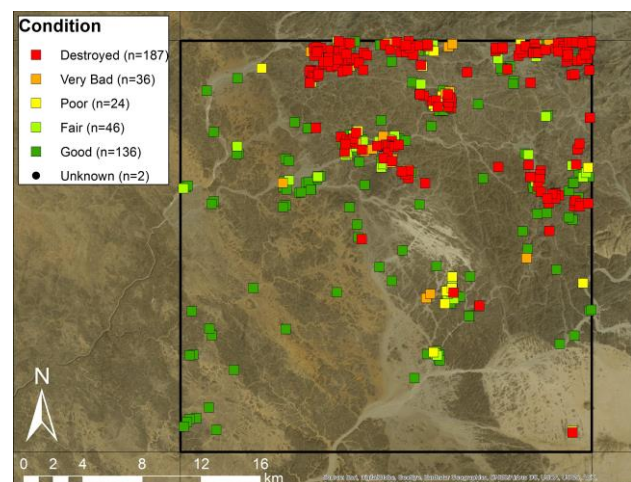 Condition
Destroyed (n=187)
Very Bad (n=36)
Poor (n=24)
Fair (n=46)
Good (n=136)
Unknown (n=2)
N
0 2 4 8 12 16
km